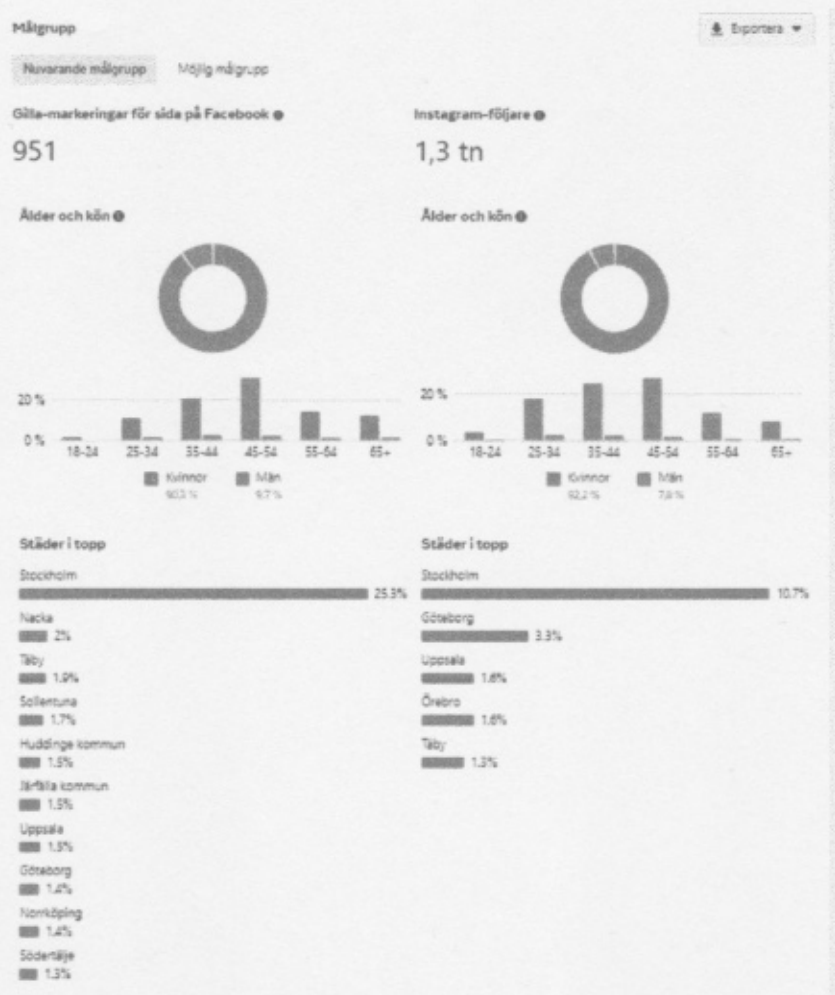 Målgrupp
Exportera
Nuvarande målgrupp
Möjlig målgrupp
Gilla-markeringar för sida på Facebook
951
Ålder och kön
20 %
0 %
18-24 25-34 35-44 45-54 55-64 65+
Kvinnor Män
90,3 % 9,7 %
Städer i topp
Stockholm
25.3%
Nacka
2%
Täby
1.9%
Sollentuna
1.7%
Huddinge kommun
1.5%
Järfälla kommun
1.5%
Uppsala
1.5%
Göteborg
1.4%
Norrköping
1.4%
Södertälje
1.3%
Instagram-följare
1,3 tn
Ålder och kön
20 %
0 %
18-24 25-34 35-44 45-54 55-64 65+
Kvinnor Män
92,2 % 7,8 %
Städer i topp
Stockholm
10.7%
Göteborg
3.3%
Uppsala
1.6%
Örebro
1.6%
Täby
1.3%